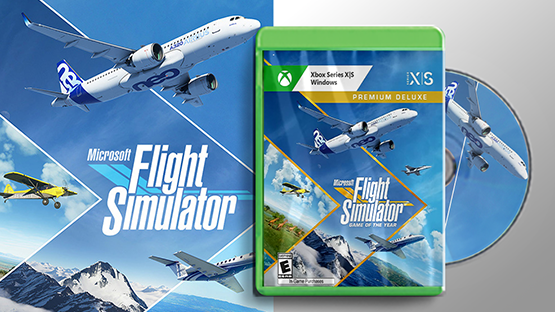 Microsoft
Flight
Simulator
Xbox Series X|S
Windows
X|S
PREMIUM DELUXE
Microsoft
Flight
Simulator
GAME OF THE YEAR
E
In-Game Purchases